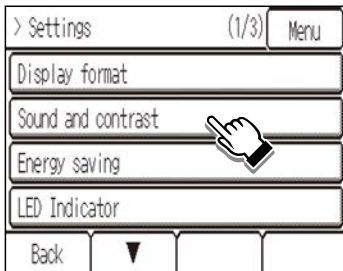 > Settings (1/3) Menu
Display format
Sound and contrast
Energy saving
LED Indicator
Back ▼